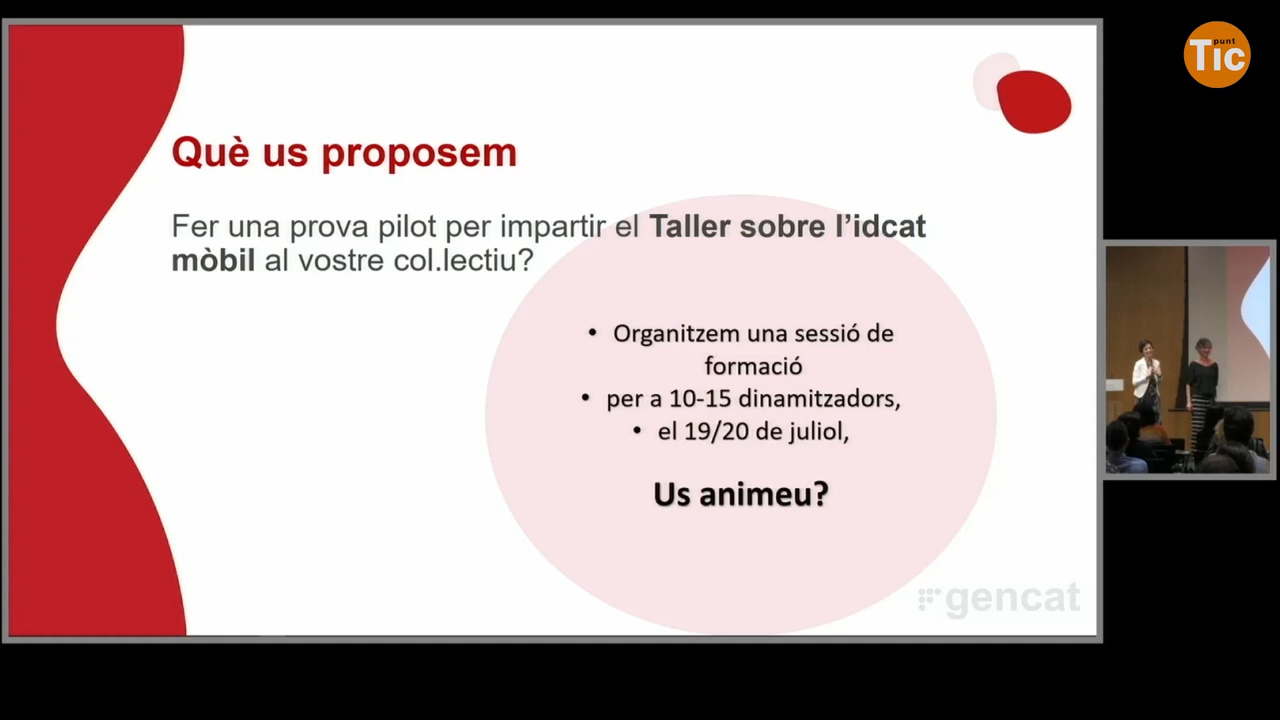 punt
Tic
Què us proposem
Fer una prova pilot per impartir el Taller sobre l’idcat
mòbil al vostre col.lectiu?
• Organitzem una sessió de
formació
• per a 10-15 dinamitzadors,
• el 19/20 de juliol,
Us animeu?
gencat